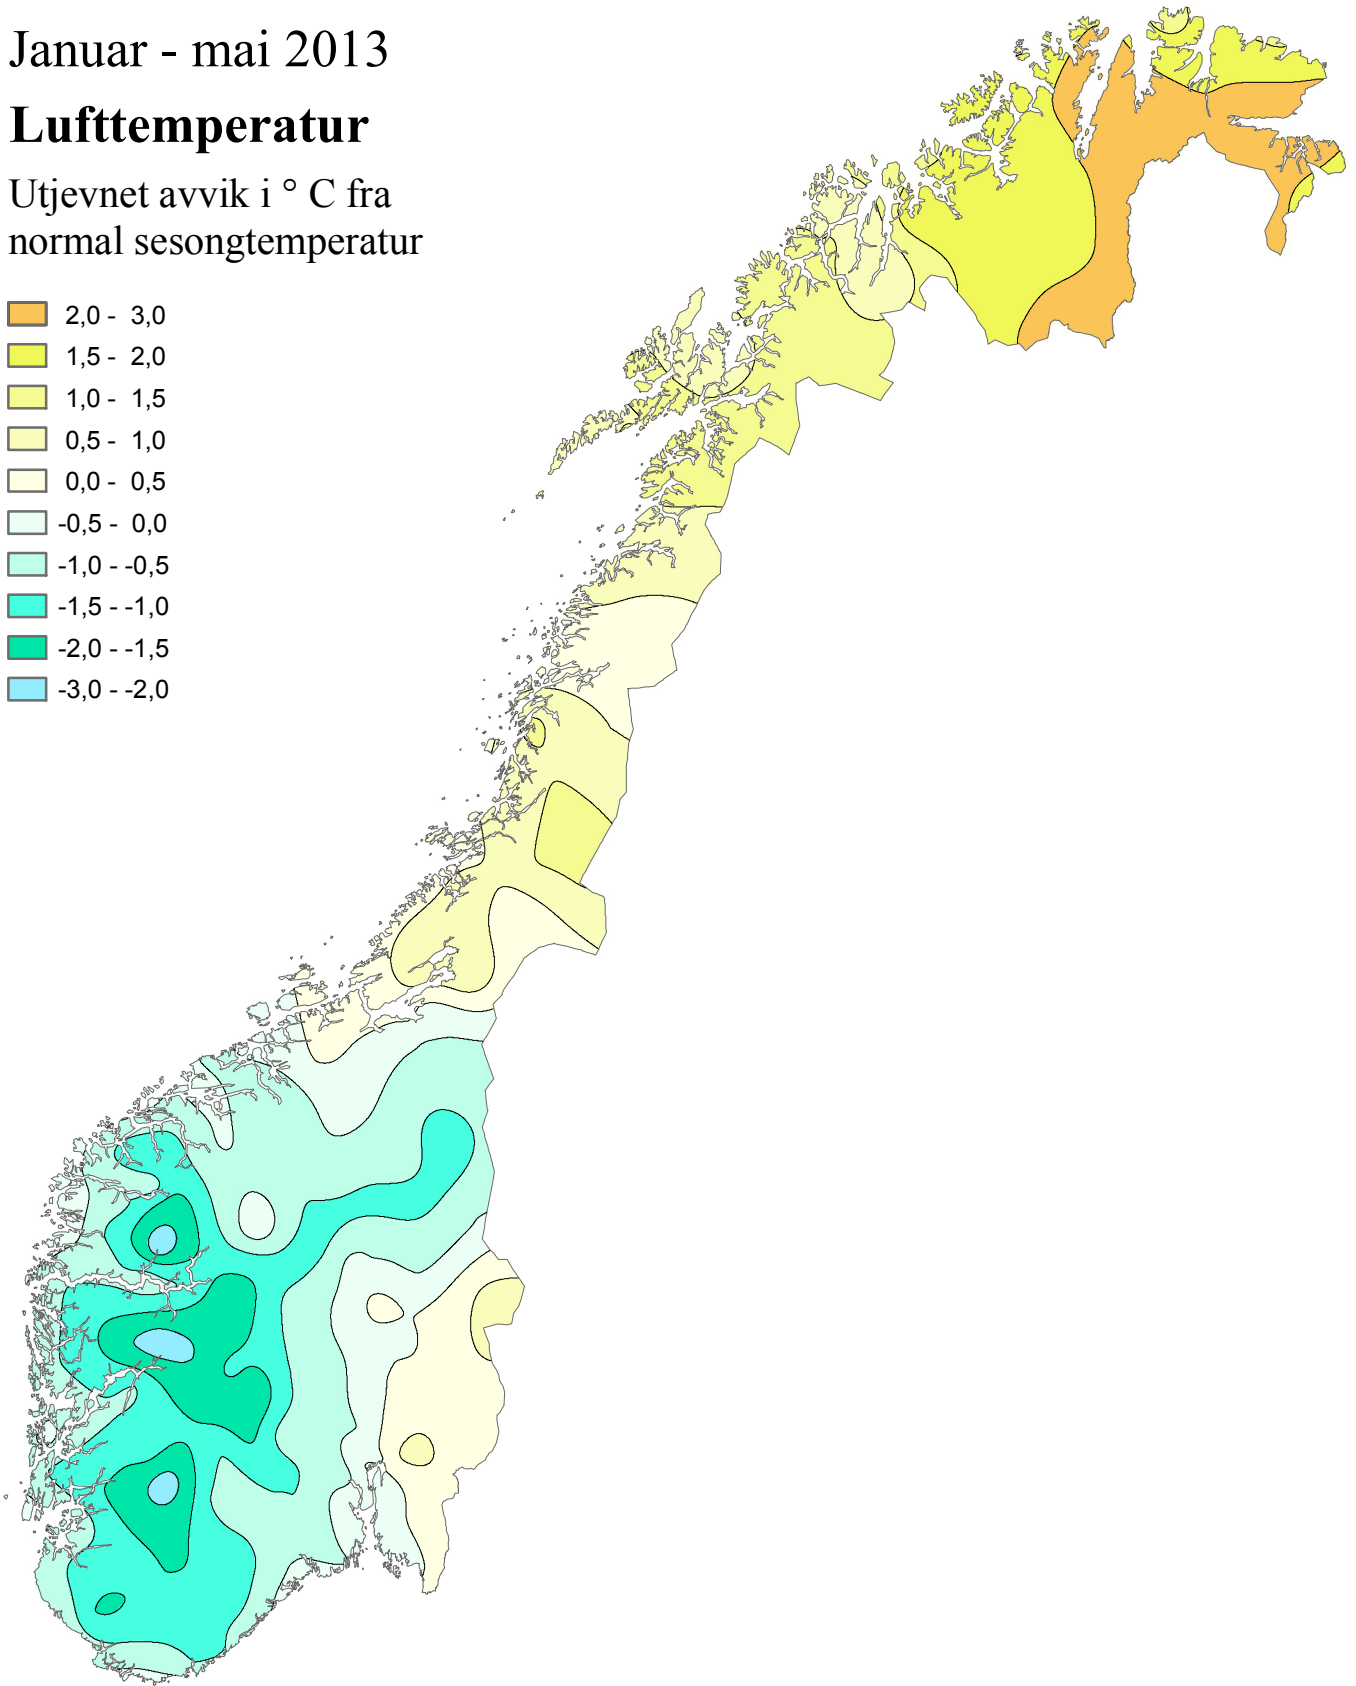 Januar - mai 2013
Lufttemperatur
Utjevnet avvik i ° C fra
normal sesongtemperatur
2,0 - 3,0
1,5 - 2,0
1,0 - 1,5
0,5 - 1,0
0,0 - 0,5
-0,5 - 0,0
-1,0 - -0,5
-1,5 - -1,0
-2,0 - -1,5
-3,0 - -2,0